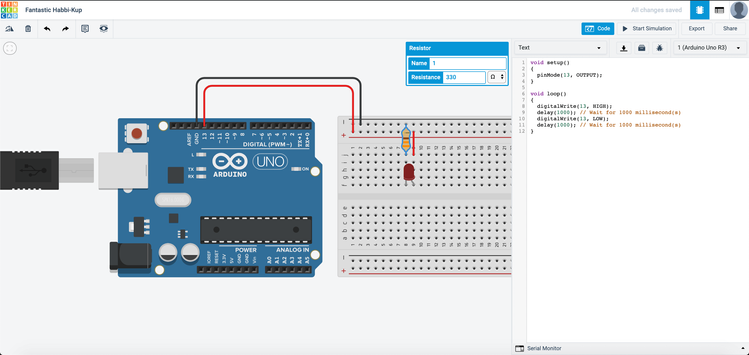 TIN
KER
CAD
Fantastic Habbi-Kup
All changes saved
Code
Start Simulation
Export
Share
Resistor
Name 1
Resistance 330 Ω
Text
1 (Arduino Uno R3)
1 void setup()
2 {
3 pinMode(13, OUTPUT);
4 }
5
6 void loop()
7 {
8 digitalWrite(13, HIGH);
9 delay(1000); // Wait for 1000 millisecond(s)
10 digitalWrite(13, LOW);
11 delay(1000); // Wait for 1000 millisecond(s)
12 }
AREF
GND
13
12
~11
~10
~9
8
7
~6
~5
4
~3
2
TX→1
RX←0
DIGITAL (PWM~)
L
TX
RX
UNO
ARDUINO
ON
POWER
ANALOG IN
IOREF
RESET
3.3V
5V
GND
GND
Vin
A0
A1
A2
A3
A4
A5
j
i
h
g
f
e
d
c
b
a
Serial Monitor